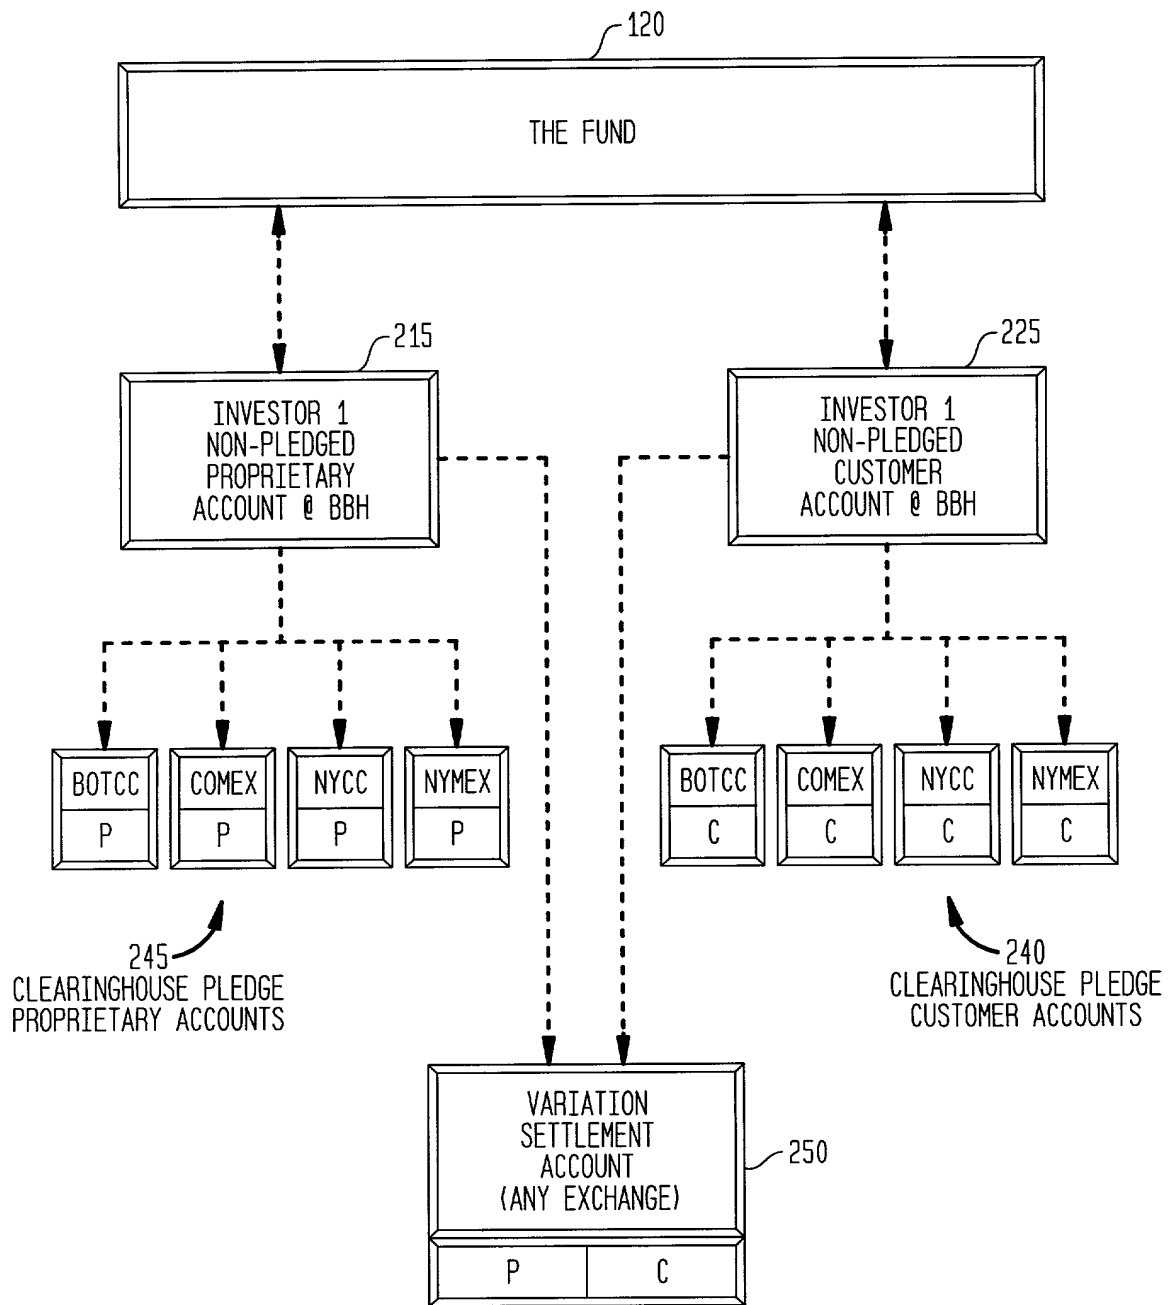 120
THE FUND
215
225
INVESTOR 1
NON-PLEDGED
PROPRIETARY
ACCOUNT @ BBH
INVESTOR 1
NON-PLEDGED
CUSTOMER
ACCOUNT @ BBH
BOTCC
P
COMEX
P
NYCC
P
NYMEX
P
BOTCC
C
COMEX
C
NYCC
C
NYMEX
C
245
CLEARINGHOUSE PLEDGE
PROPRIETARY ACCOUNTS
240
CLEARINGHOUSE PLEDGE
CUSTOMER ACCOUNTS
VARIATION
SETTLEMENT
ACCOUNT
(ANY EXCHANGE)
250
P
C